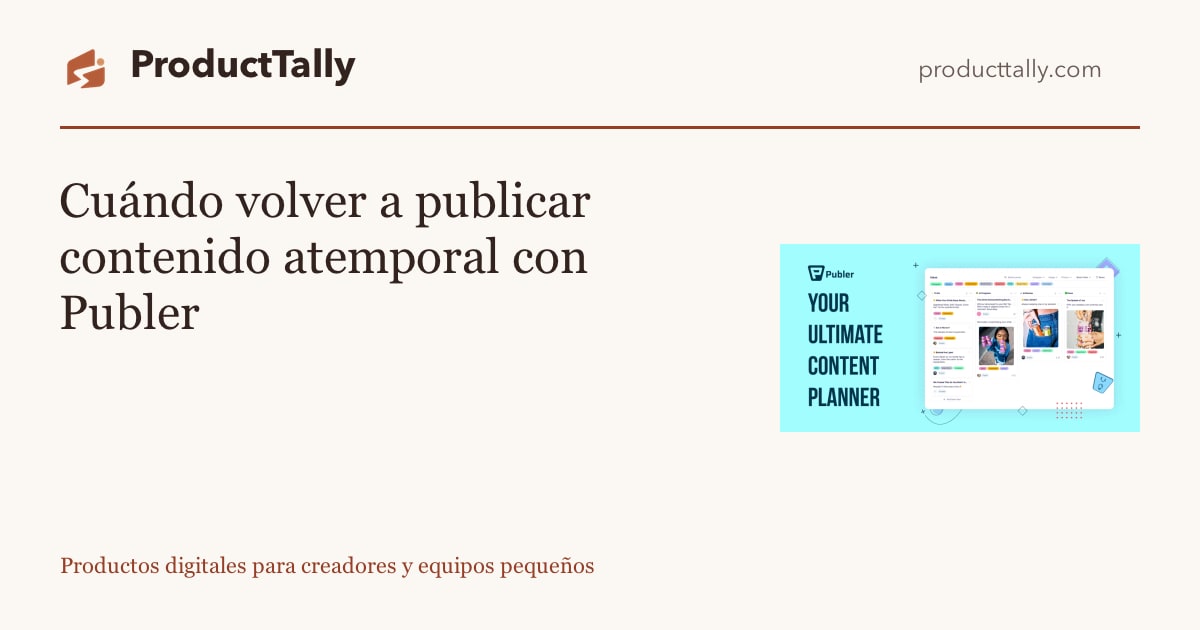 ProductTally
producttally.com
Cuándo volver a publicar
contenido atemporal con
Publer
Publer
YOUR
ULTIMATE
CONTENT
PLANNER
Productos digitales para creadores y equipos pequeños